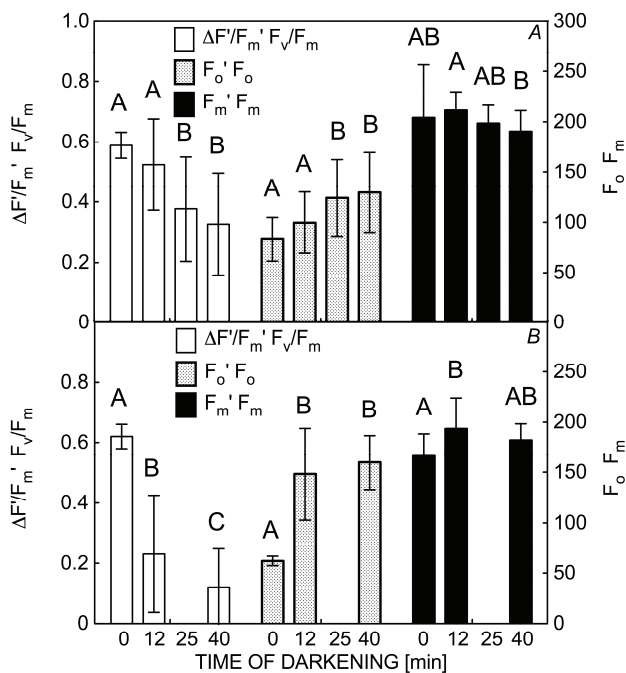 1.0
0.8
0.6
0.4
0.2
0.0
ΔF'/Fm' Fv/Fm
ΔF'/Fm' Fv/Fm
Fo' Fo
Fm' Fm
A A B B
A A B B
AB A AB B
A
300
250
200
150
100
50
0
Fo Fm
0.8
0.6
0.4
0.2
0.0
ΔF'/Fm' Fv/Fm
ΔF'/Fm' Fv/Fm
Fo' Fo
Fm' Fm
A B C
A B B
A B AB
B
250
200
150
100
50
0
Fo Fm
0 12 25 40 0 12 25 40 0 12 25 40
TIME OF DARKENING [min]